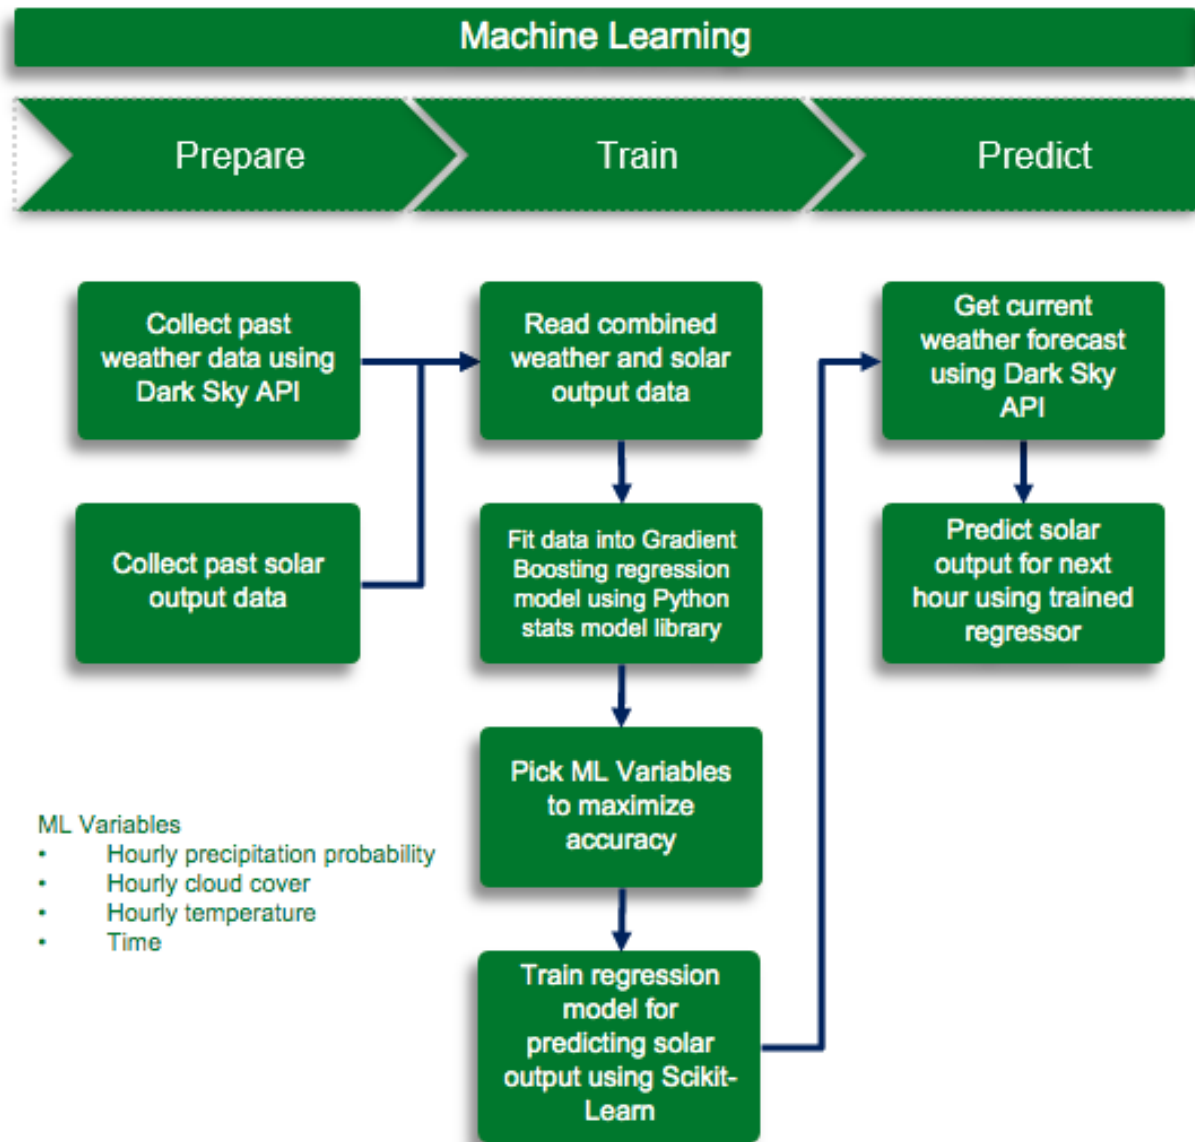 Machine Learning
Prepare
Train
Predict
Collect past
weather data using
Dark Sky API
Read combined
weather and solar
output data
Get current
weather forecast
using Dark Sky
API
Collect past solar
output data
Fit data into Gradient
Boosting regression
model using Python
stats model library
Predict solar
output for next
hour using trained
regressor
Pick ML Variables
to maximize
accuracy
ML Variables
• Hourly precipitation probability
• Hourly cloud cover
• Hourly temperature
• Time
Train regression
model for
predicting solar
output using Scikit-
Learn